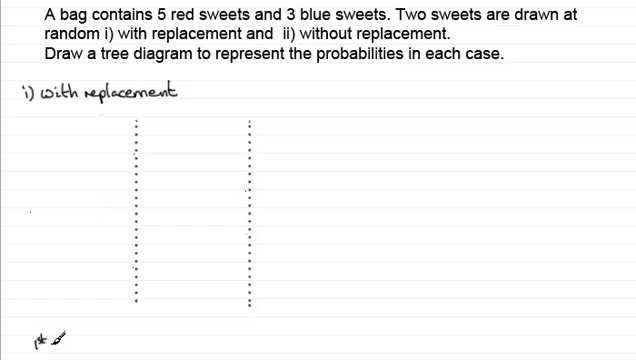 A bag contains 5 red sweets and 3 blue sweets. Two sweets are drawn at
random i) with replacement and ii) without replacement.
Draw a tree diagram to represent the probabilities in each case.
i) with replacement
1st